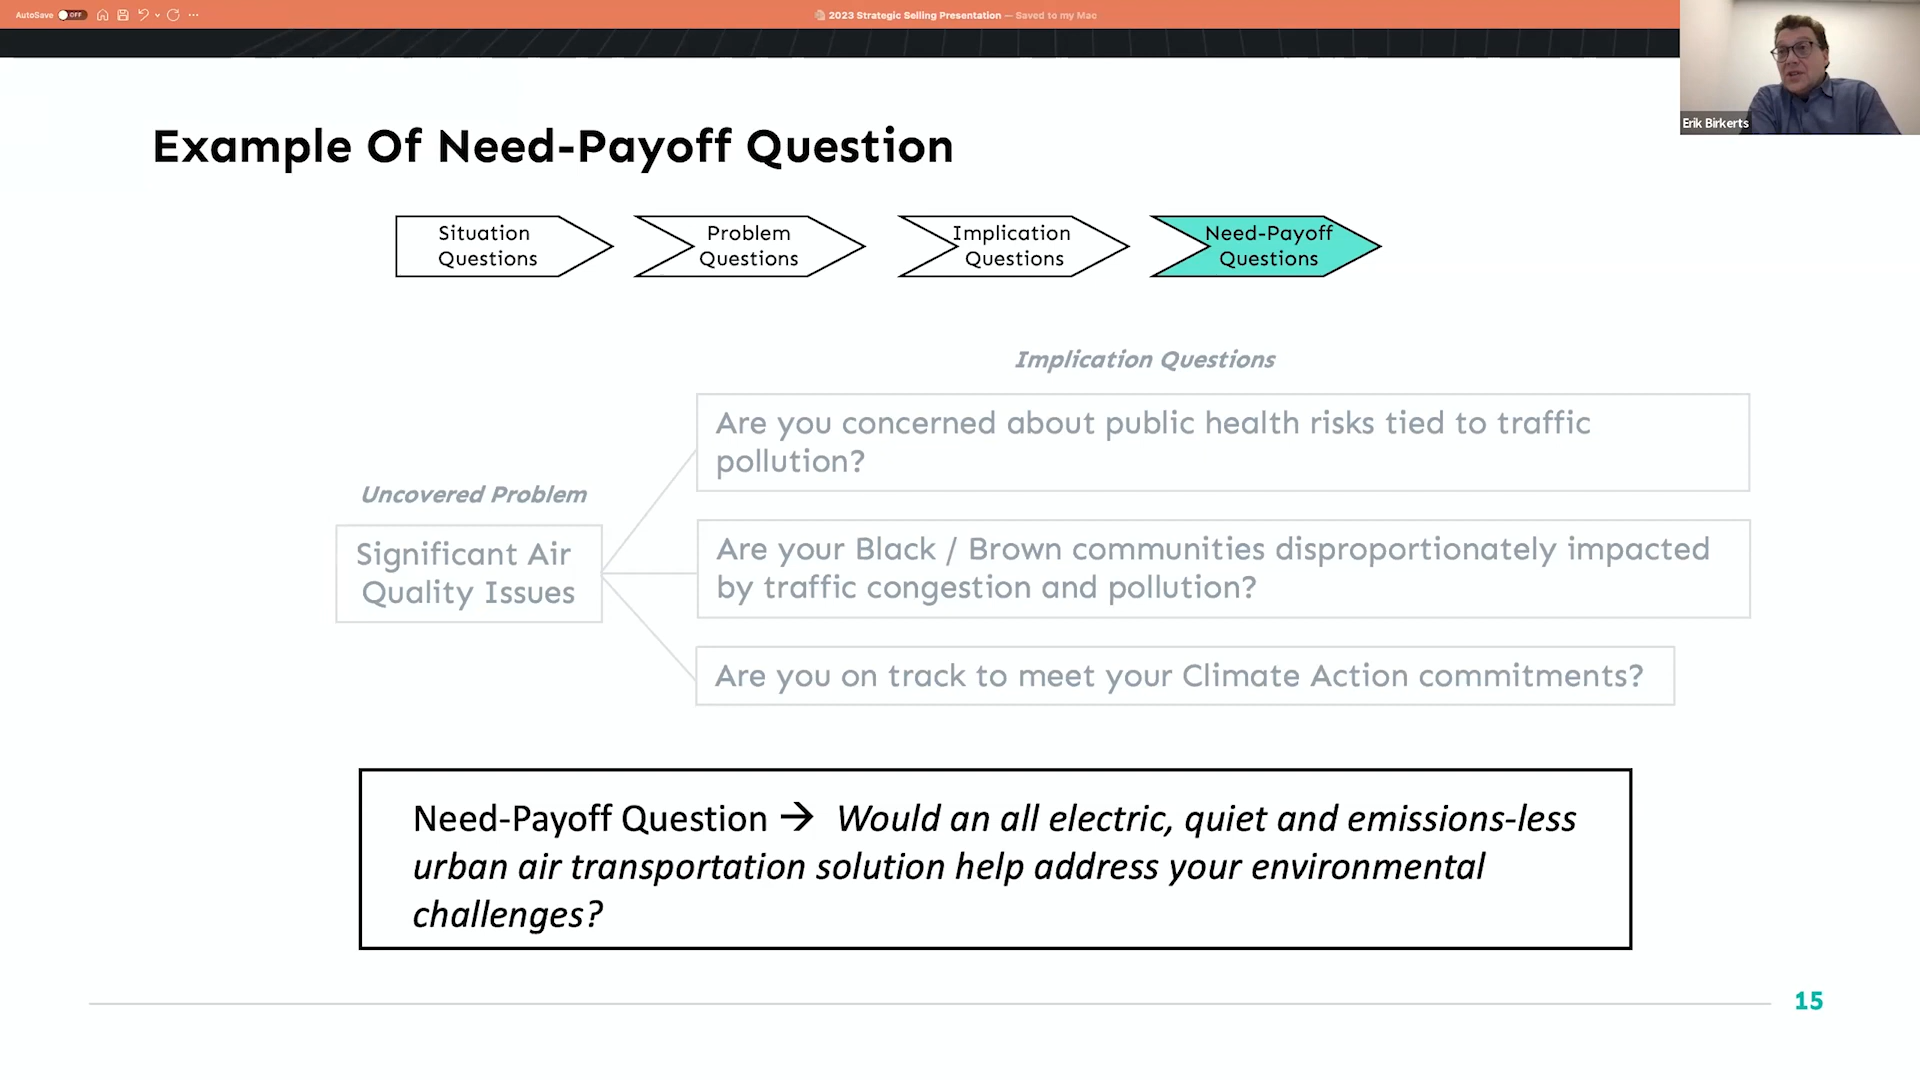 AutoSave OFF
2023 Strategic Selling Presentation — Saved to my Mac
Erik Birkerts
Example Of Need-Payoff Question
Situation
Questions
Problem
Questions
Implication
Questions
Need-Payoff
Questions
Implication Questions
Are you concerned about public health risks tied to traffic
pollution?
Uncovered Problem
Significant Air
Quality Issues
Are your Black / Brown communities disproportionately impacted
by traffic congestion and pollution?
Are you on track to meet your Climate Action commitments?
Need-Payoff Question → Would an all electric, quiet and emissions-less
urban air transportation solution help address your environmental
challenges?
15